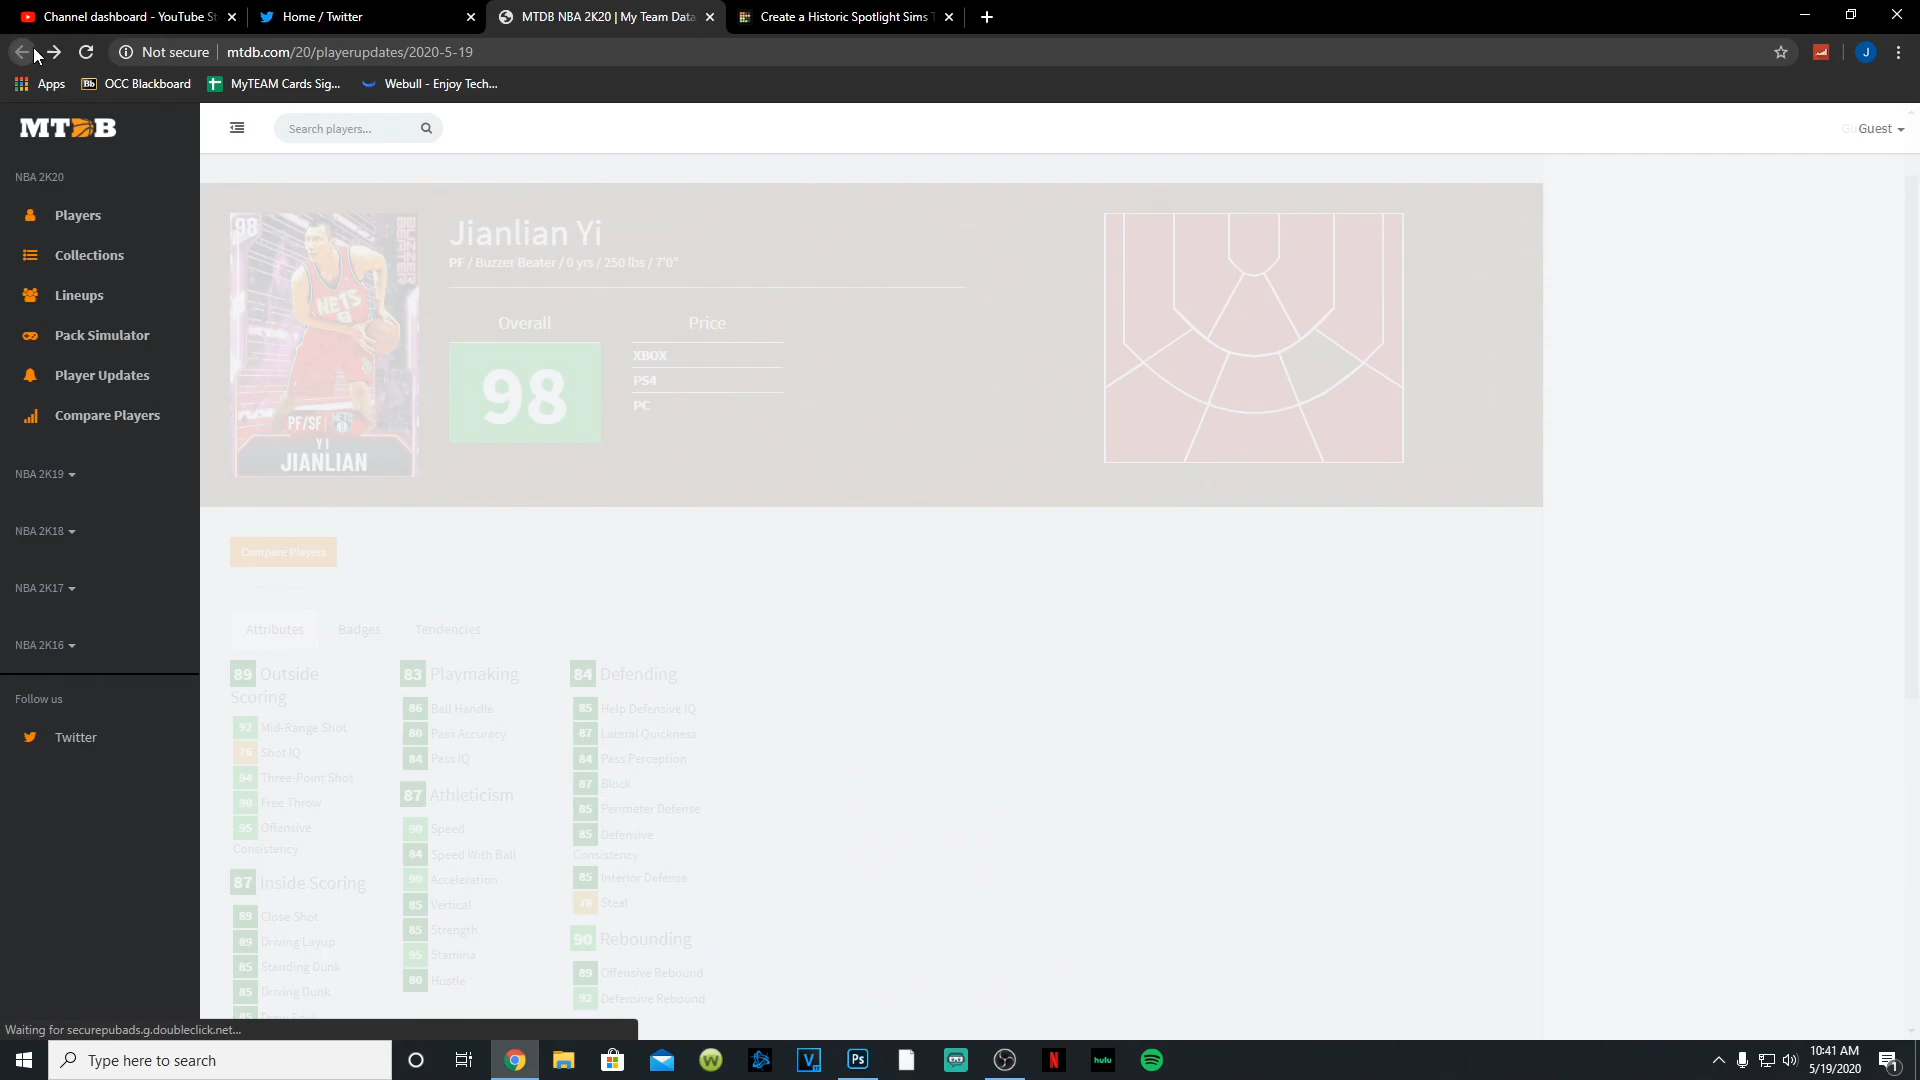 Channel dashboard - YouTube St
Home / Twitter
MTDB NBA 2K20 | My Team Data
Create a Historic Spotlight Sims T
Not secure
mtdb.com/20/playerupdates/2020-5-19
J
Apps
Bb
OCC Blackboard
MyTEAM Cards Sig...
Webull - Enjoy Tech...
MTDB
Search players...
Guest
NBA 2K20
Players
Collections
Lineups
Pack Simulator
Player Updates
Compare Players
NBA 2K19
NBA 2K18
NBA 2K17
NBA 2K16
Follow us
Twitter
98
BUZZER BEATER
NETS
9
PF/SF
YI
JIANLIAN
Jianlian Yi
PF / Buzzer Beater / 0 yrs / 250 lbs / 7'0"
Overall
98
Price
XBOX
PS4
PC
Compare Players
Attributes
Badges
Tendencies
89 Outside
Scoring
92 Mid-Range Shot
76 Shot IQ
94 Three-Point Shot
90 Free Throw
95 Offensive
Consistency
87 Inside Scoring
89 Close Shot
89 Driving Layup
85 Standing Dunk
85 Driving Dunk
85 Draw Foul
83 Playmaking
86 Ball Handle
80 Pass Accuracy
84 Pass IQ
87 Athleticism
90 Speed
84 Speed With Ball
90 Acceleration
85 Vertical
85 Strength
95 Stamina
80 Hustle
84 Defending
85 Help Defensive IQ
87 Lateral Quickness
84 Pass Perception
87 Block
85 Perimeter Defense
85 Defensive
Consistency
85 Interior Defense
78 Steal
90 Rebounding
89 Offensive Rebound
92 Defensive Rebound
Waiting for securepubads.g.doubleclick.net...
Type here to search
W
V
Ps
N
hulu
10:41 AM
5/19/2020
1